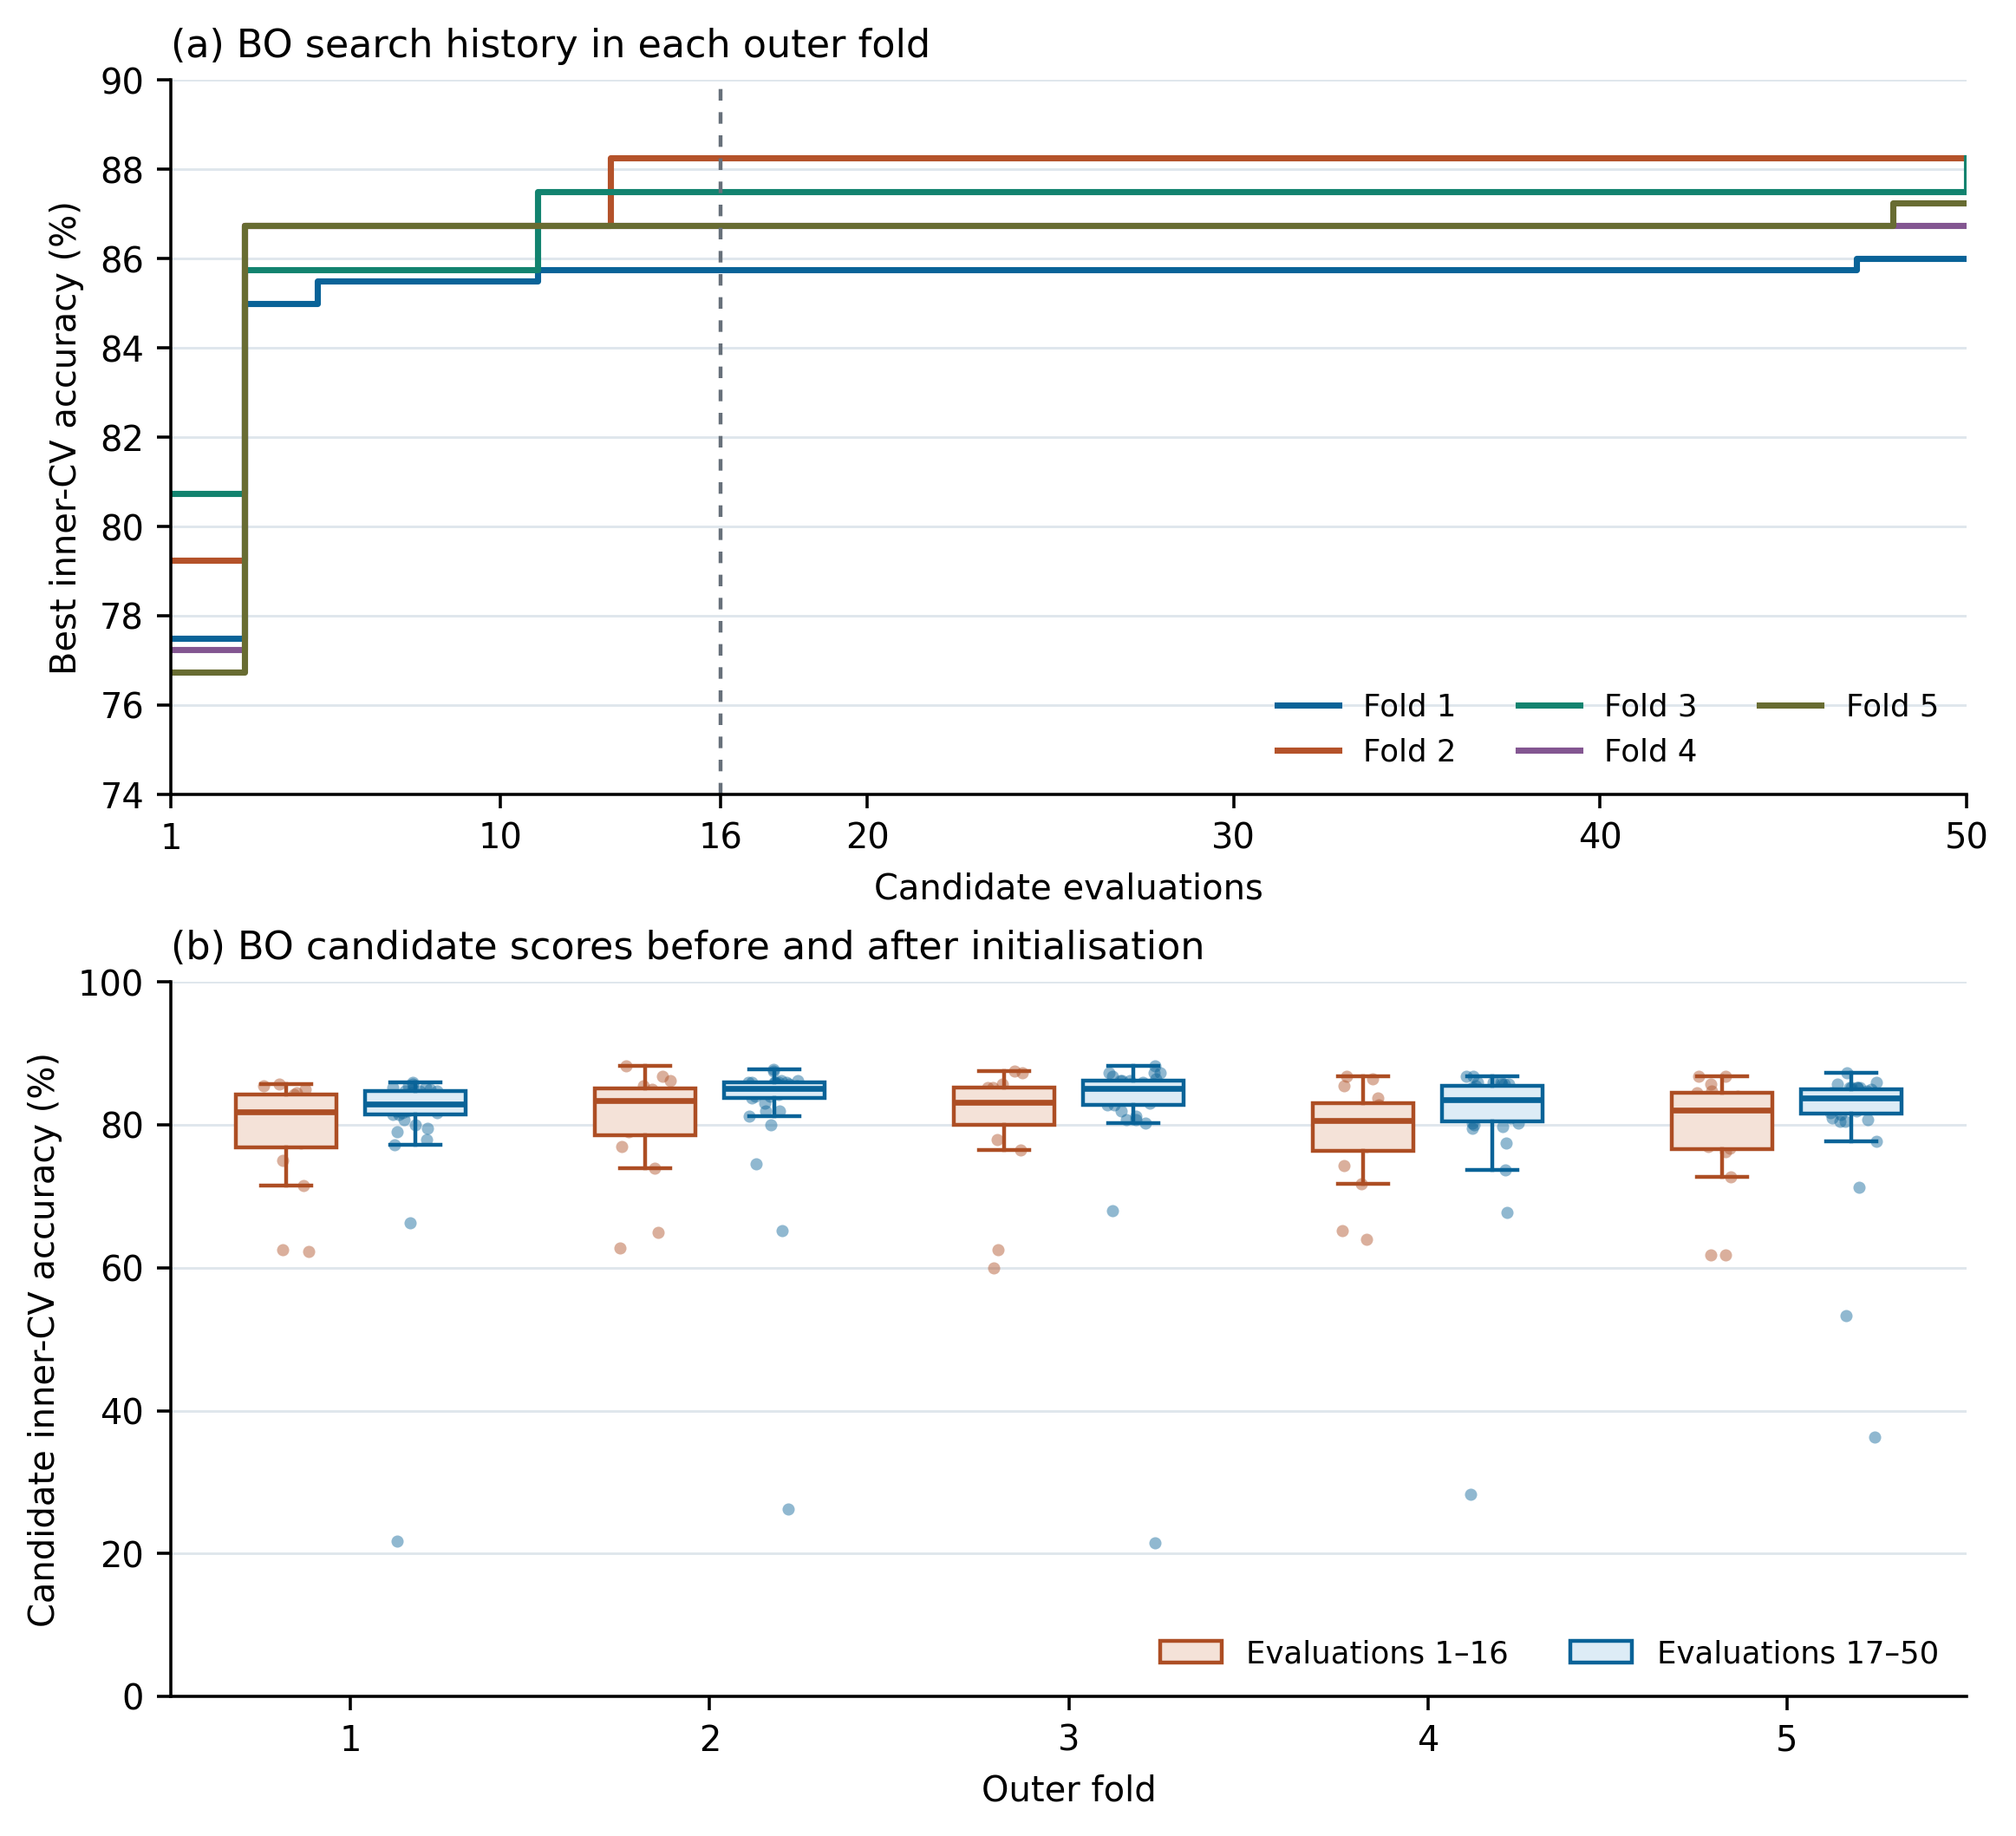 (a) BO search history in each outer fold
Best inner-CV accuracy (%)
90
88
86
84
82
80
78
76
74
Fold 1
Fold 3
Fold 5
Fold 2
Fold 4
1
10
16
20
30
40
50
Candidate evaluations
(b) BO candidate scores before and after initialisation
Candidate inner-CV accuracy (%)
100
80
60
40
20
0
Evaluations 1–16
Evaluations 17–50
1
2
3
4
5
Outer fold